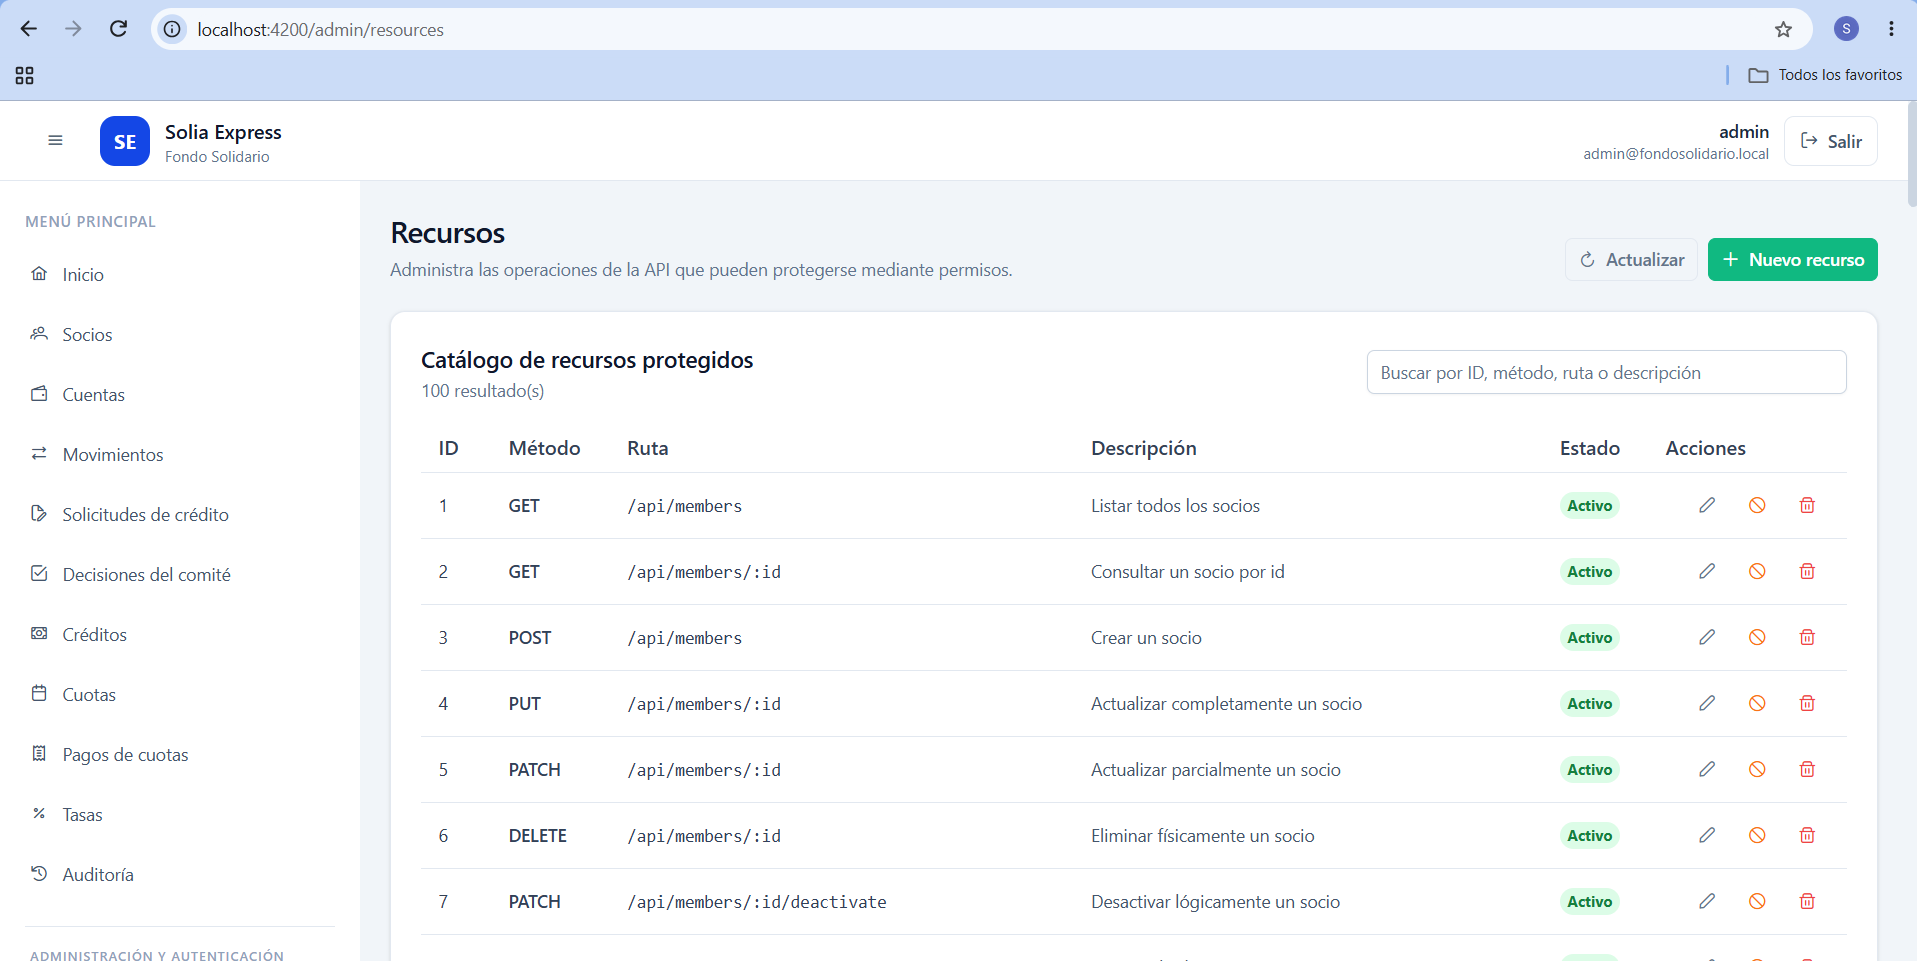 localhost:4200/admin/resources
S
Todos los favoritos
SE
Solia Express
Fondo Solidario
admin
admin@fondosolidario.local
Salir
MENÚ PRINCIPAL
Inicio
Socios
Cuentas
Movimientos
Solicitudes de crédito
Decisiones del comité
Créditos
Cuotas
Pagos de cuotas
Tasas
Auditoría
ADMINISTRACIÓN Y AUTENTICACIÓN
Recursos
Administra las operaciones de la API que pueden protegerse mediante permisos.
Actualizar
Nuevo recurso
Catálogo de recursos protegidos
100 resultado(s)
Buscar por ID, método, ruta o descripción
ID Método Ruta Descripción Estado Acciones
1 GET /api/members Listar todos los socios Activo
2 GET /api/members/:id Consultar un socio por id Activo
3 POST /api/members Crear un socio Activo
4 PUT /api/members/:id Actualizar completamente un socio Activo
5 PATCH /api/members/:id Actualizar parcialmente un socio Activo
6 DELETE /api/members/:id Eliminar físicamente un socio Activo
7 PATCH /api/members/:id/deactivate Desactivar lógicamente un socio Activo